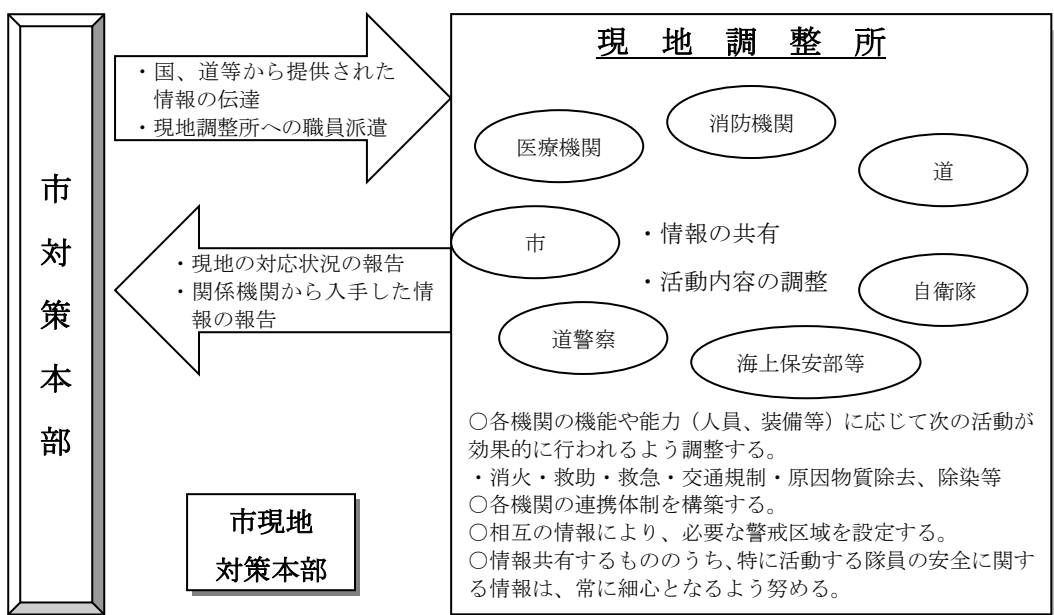 市対策本部
・国、道等から提供された
情報の伝達
・現地調整所への職員派遣
・現地の対応状況の報告
・関係機関から入手した情
報の報告
市現地
対策本部
現地調整所
消防機関
医療機関
道
市
・情報の共有
・活動内容の調整
自衛隊
道警察
海上保安部等
○各機関の機能や能力（人員、装備等）に応じて次の活動が
効果的に行われるよう調整する。
・消火・救助・救急・交通規制・原因物質除去、除染等
○各機関の連携体制を構築する。
○相互の情報により、必要な警戒区域を設定する。
○情報共有するもののうち、特に活動する隊員の安全に関す
る情報は、常に細心となるよう努める。